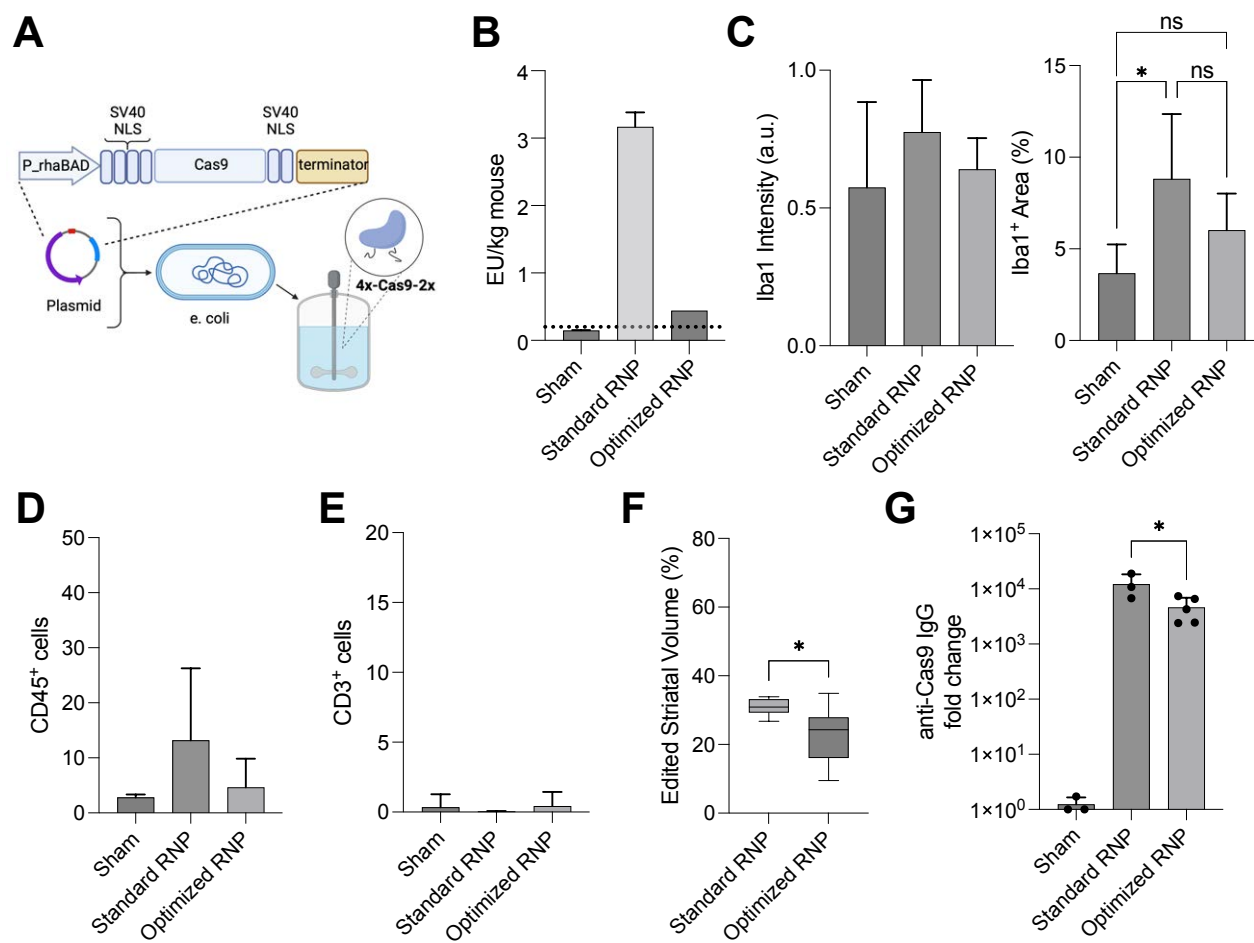 A
SV40
NLS
SV40
NLS
P_rhaBAD
Cas9
terminator
Plasmid
e. coli
4x-Cas9-2x
B
EU/kg mouse
4
3
2
1
0
Sham
Standard RNP
Optimized RNP
C
Iba1 Intensity (a.u.)
1.0
0.5
0.0
Sham
Standard RNP
Optimized RNP
Iba1⁺ Area (%)
15
10
5
0
ns
*
ns
Sham
Standard RNP
Optimized RNP
D
CD45⁺ cells
50
40
30
20
10
0
Sham
Standard RNP
Optimized RNP
E
CD3⁺ cells
20
15
10
5
0
Sham
Standard RNP
Optimized RNP
F
Edited Striatal Volume (%)
80
60
40
20
0
*
Standard RNP
Optimized RNP
G
anti-Cas9 IgG
fold change
1×10⁵
1×10⁴
1×10³
1×10²
1×10¹
1×10⁰
*
Sham
Standard RNP
Optimized RNP